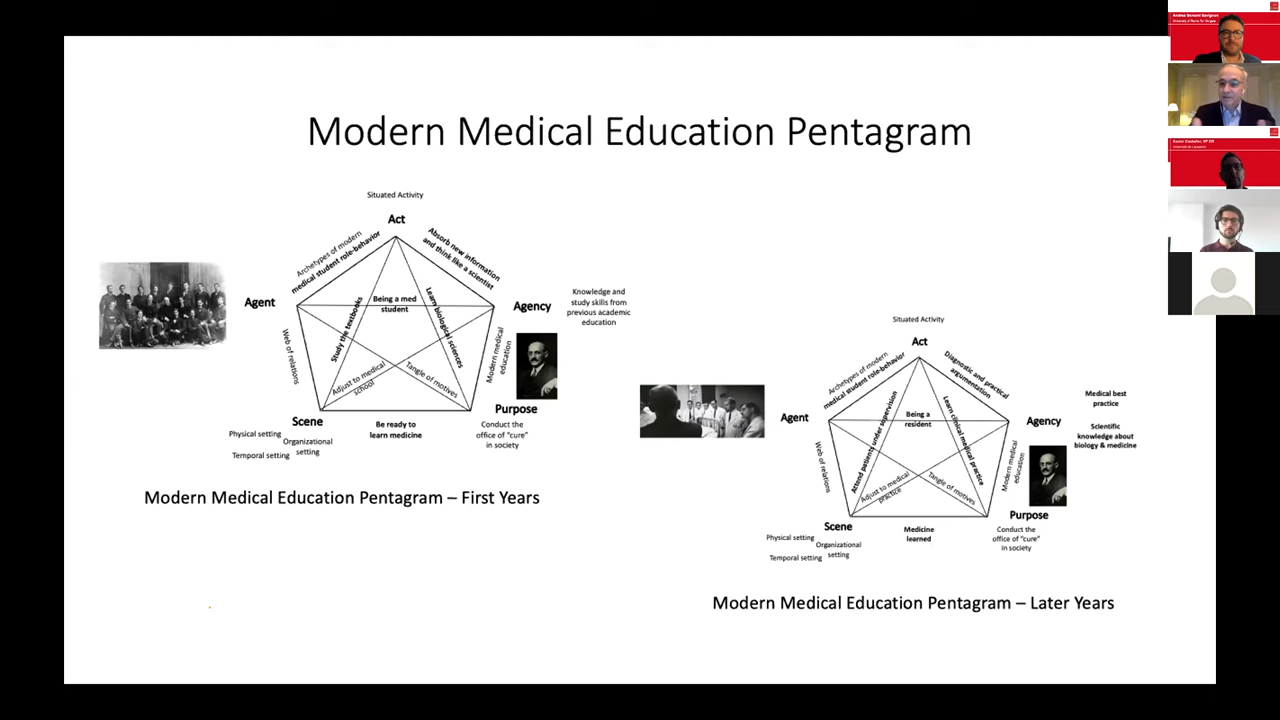 Modern Medical Education Pentagram
Situated Activity
Act
Archetypes of modern
medical student role-behavior
Absorb new information
and think like a scientist
Agent
Being a med
student
Agency
Knowledge and
study skills from
previous academic
education
Study the textbooks
Learn biological sciences
Web of relations
Adjust to medical
school
Tangle of motives
Modern medical
education
Scene
Purpose
Physical setting
Organizational
setting
Temporal setting
Be ready to
learn medicine
Conduct the
office of "cure"
in society
Modern Medical Education Pentagram – First Years
Situated Activity
Act
Archetypes of modern
medical student role-behavior
Diagnostic and practical
argumentation
Agent
Being a
resident
Agency
Medical best
practice
Scientific
knowledge about
biology & medicine
Attend patients under supervision
Learn clinical medical practice
Web of relations
Adjust to medical
practice
Tangle of motives
Modern medical
education
Scene
Purpose
Physical setting
Organizational
setting
Temporal setting
Medicine
learned
Conduct the
office of "cure"
in society
Modern Medical Education Pentagram – Later Years